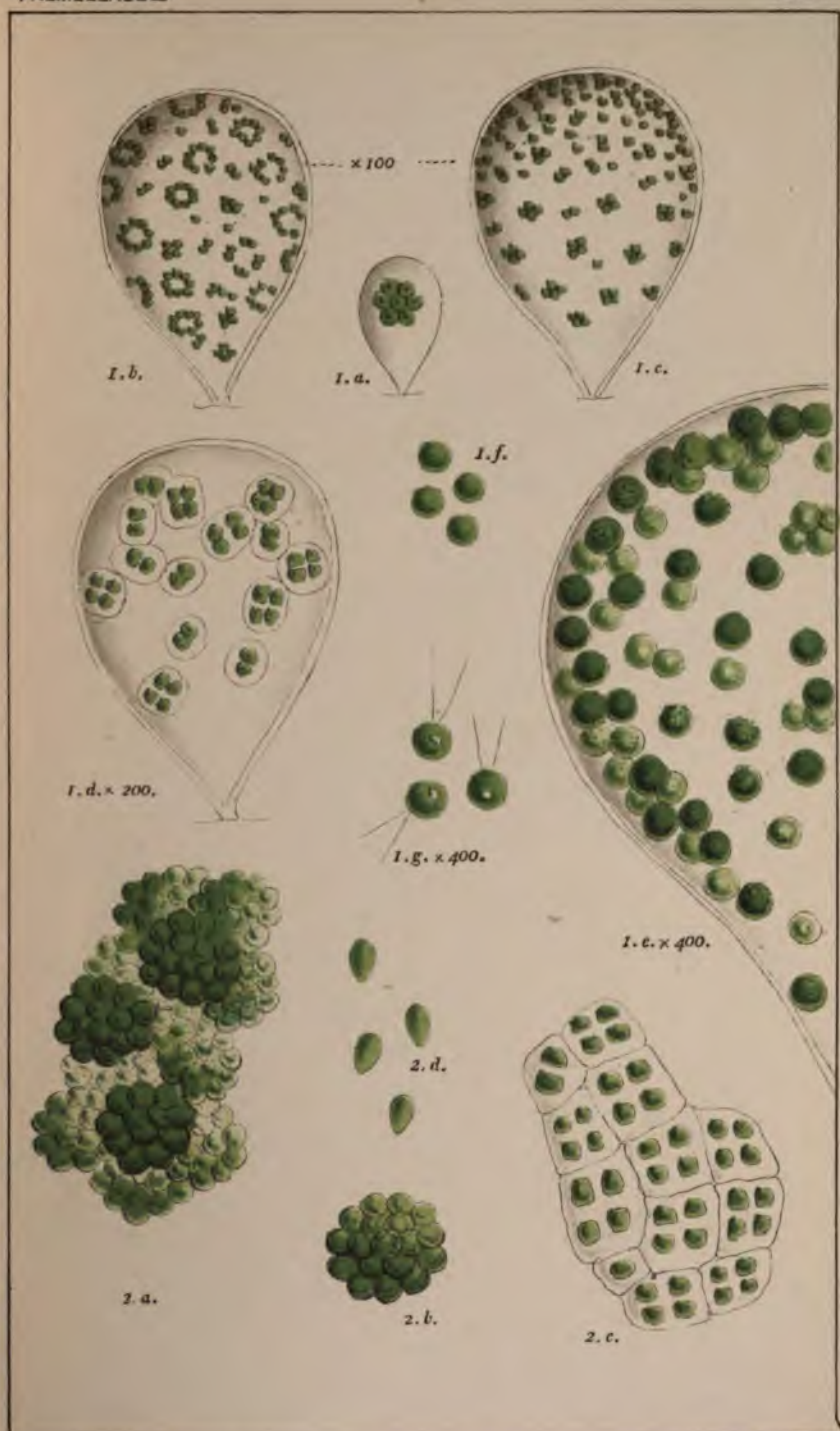 ×100
1. b.
1. a.
1. c.
1. f.
1. d. × 200.
1. g. × 400.
1. e. × 400.
2. d.
2. a.
2. b.
2. c.